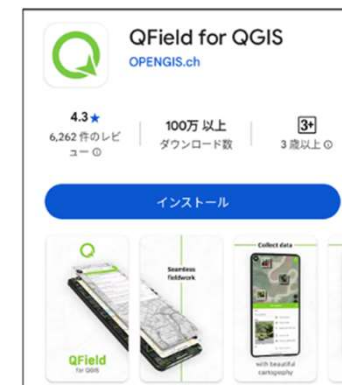 QField for QGIS
OPENGIS.ch
4.3★
6,262 件のレビ
ュー
100万 以上
ダウンロード数
3+
3 歳以上
インストール
QField
for QGIS
Seamless
fieldwork
Collect data
with beautiful
cartography